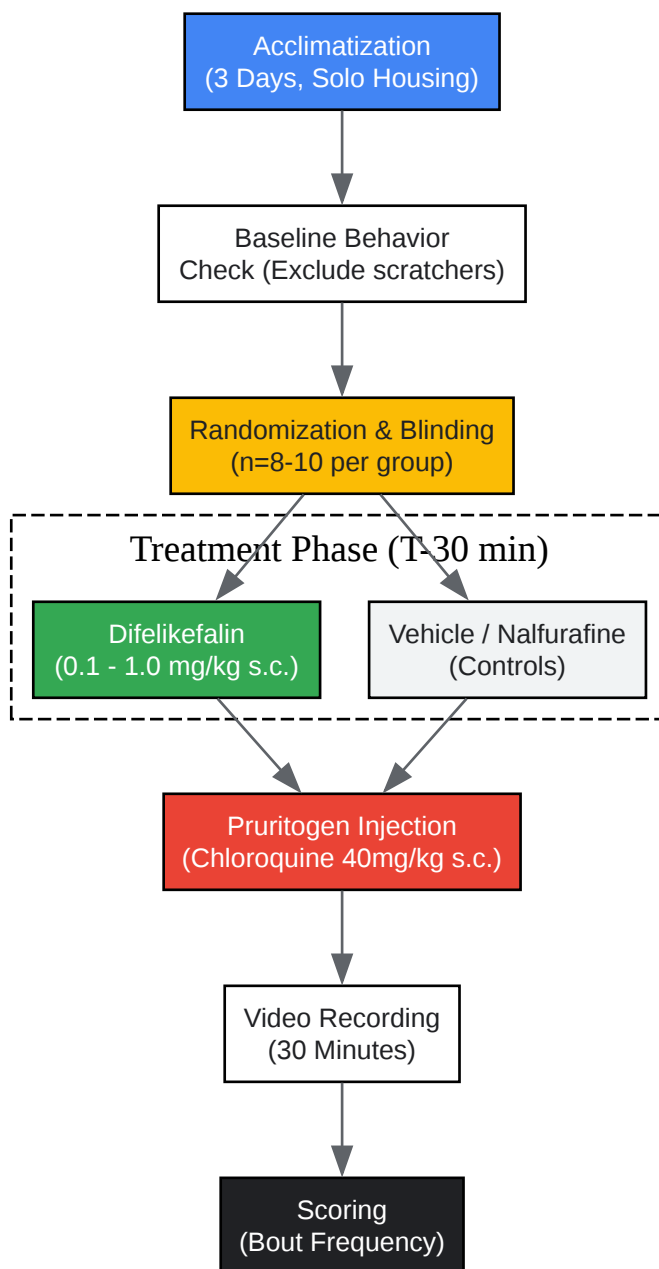 Acclimatization
(3 Days, Solo Housing)
Baseline Behavior
Check (Exclude scratchers)
Randomization & Blinding
(n=8-10 per group)
Treatment Phase (T-30 min)
Difelikefalin
(0.1 - 1.0 mg/kg s.c.)
Vehicle / Nalfurafine
(Controls)
Pruritogen Injection
(Chloroquine 40mg/kg s.c.)
Video Recording
(30 Minutes)
Scoring
(Bout Frequency)